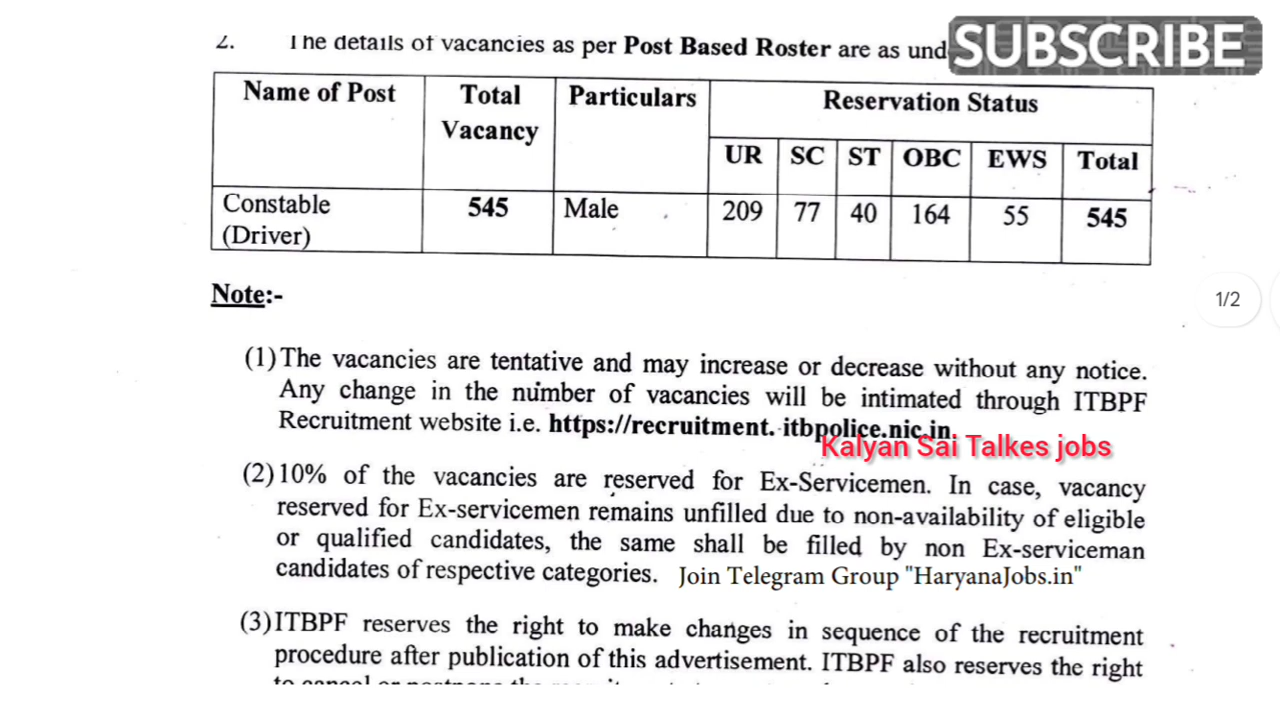 SUBSCRIBE
2. The details of vacancies as per Post Based Roster are as und
Name of Post Total Vacancy Particulars Reservation Status
UR SC ST OBC EWS Total
Constable (Driver) 545 Male 209 77 40 164 55 545
Note:-
1/2
(1) The vacancies are tentative and may increase or decrease without any notice.
Any change in the number of vacancies will be intimated through ITBPF
Recruitment website i.e. https://recruitment. itbpolice.nic.in.
Kalyan Sai Talkes jobs
(2) 10% of the vacancies are reserved for Ex-Servicemen. In case, vacancy
reserved for Ex-servicemen remains unfilled due to non-availability of eligible
or qualified candidates, the same shall be filled by non Ex-serviceman
candidates of respective categories. Join Telegram Group "HaryanaJobs.in"
(3) ITBPF reserves the right to make changes in sequence of the recruitment
procedure after publication of this advertisement. ITBPF also reserves the right